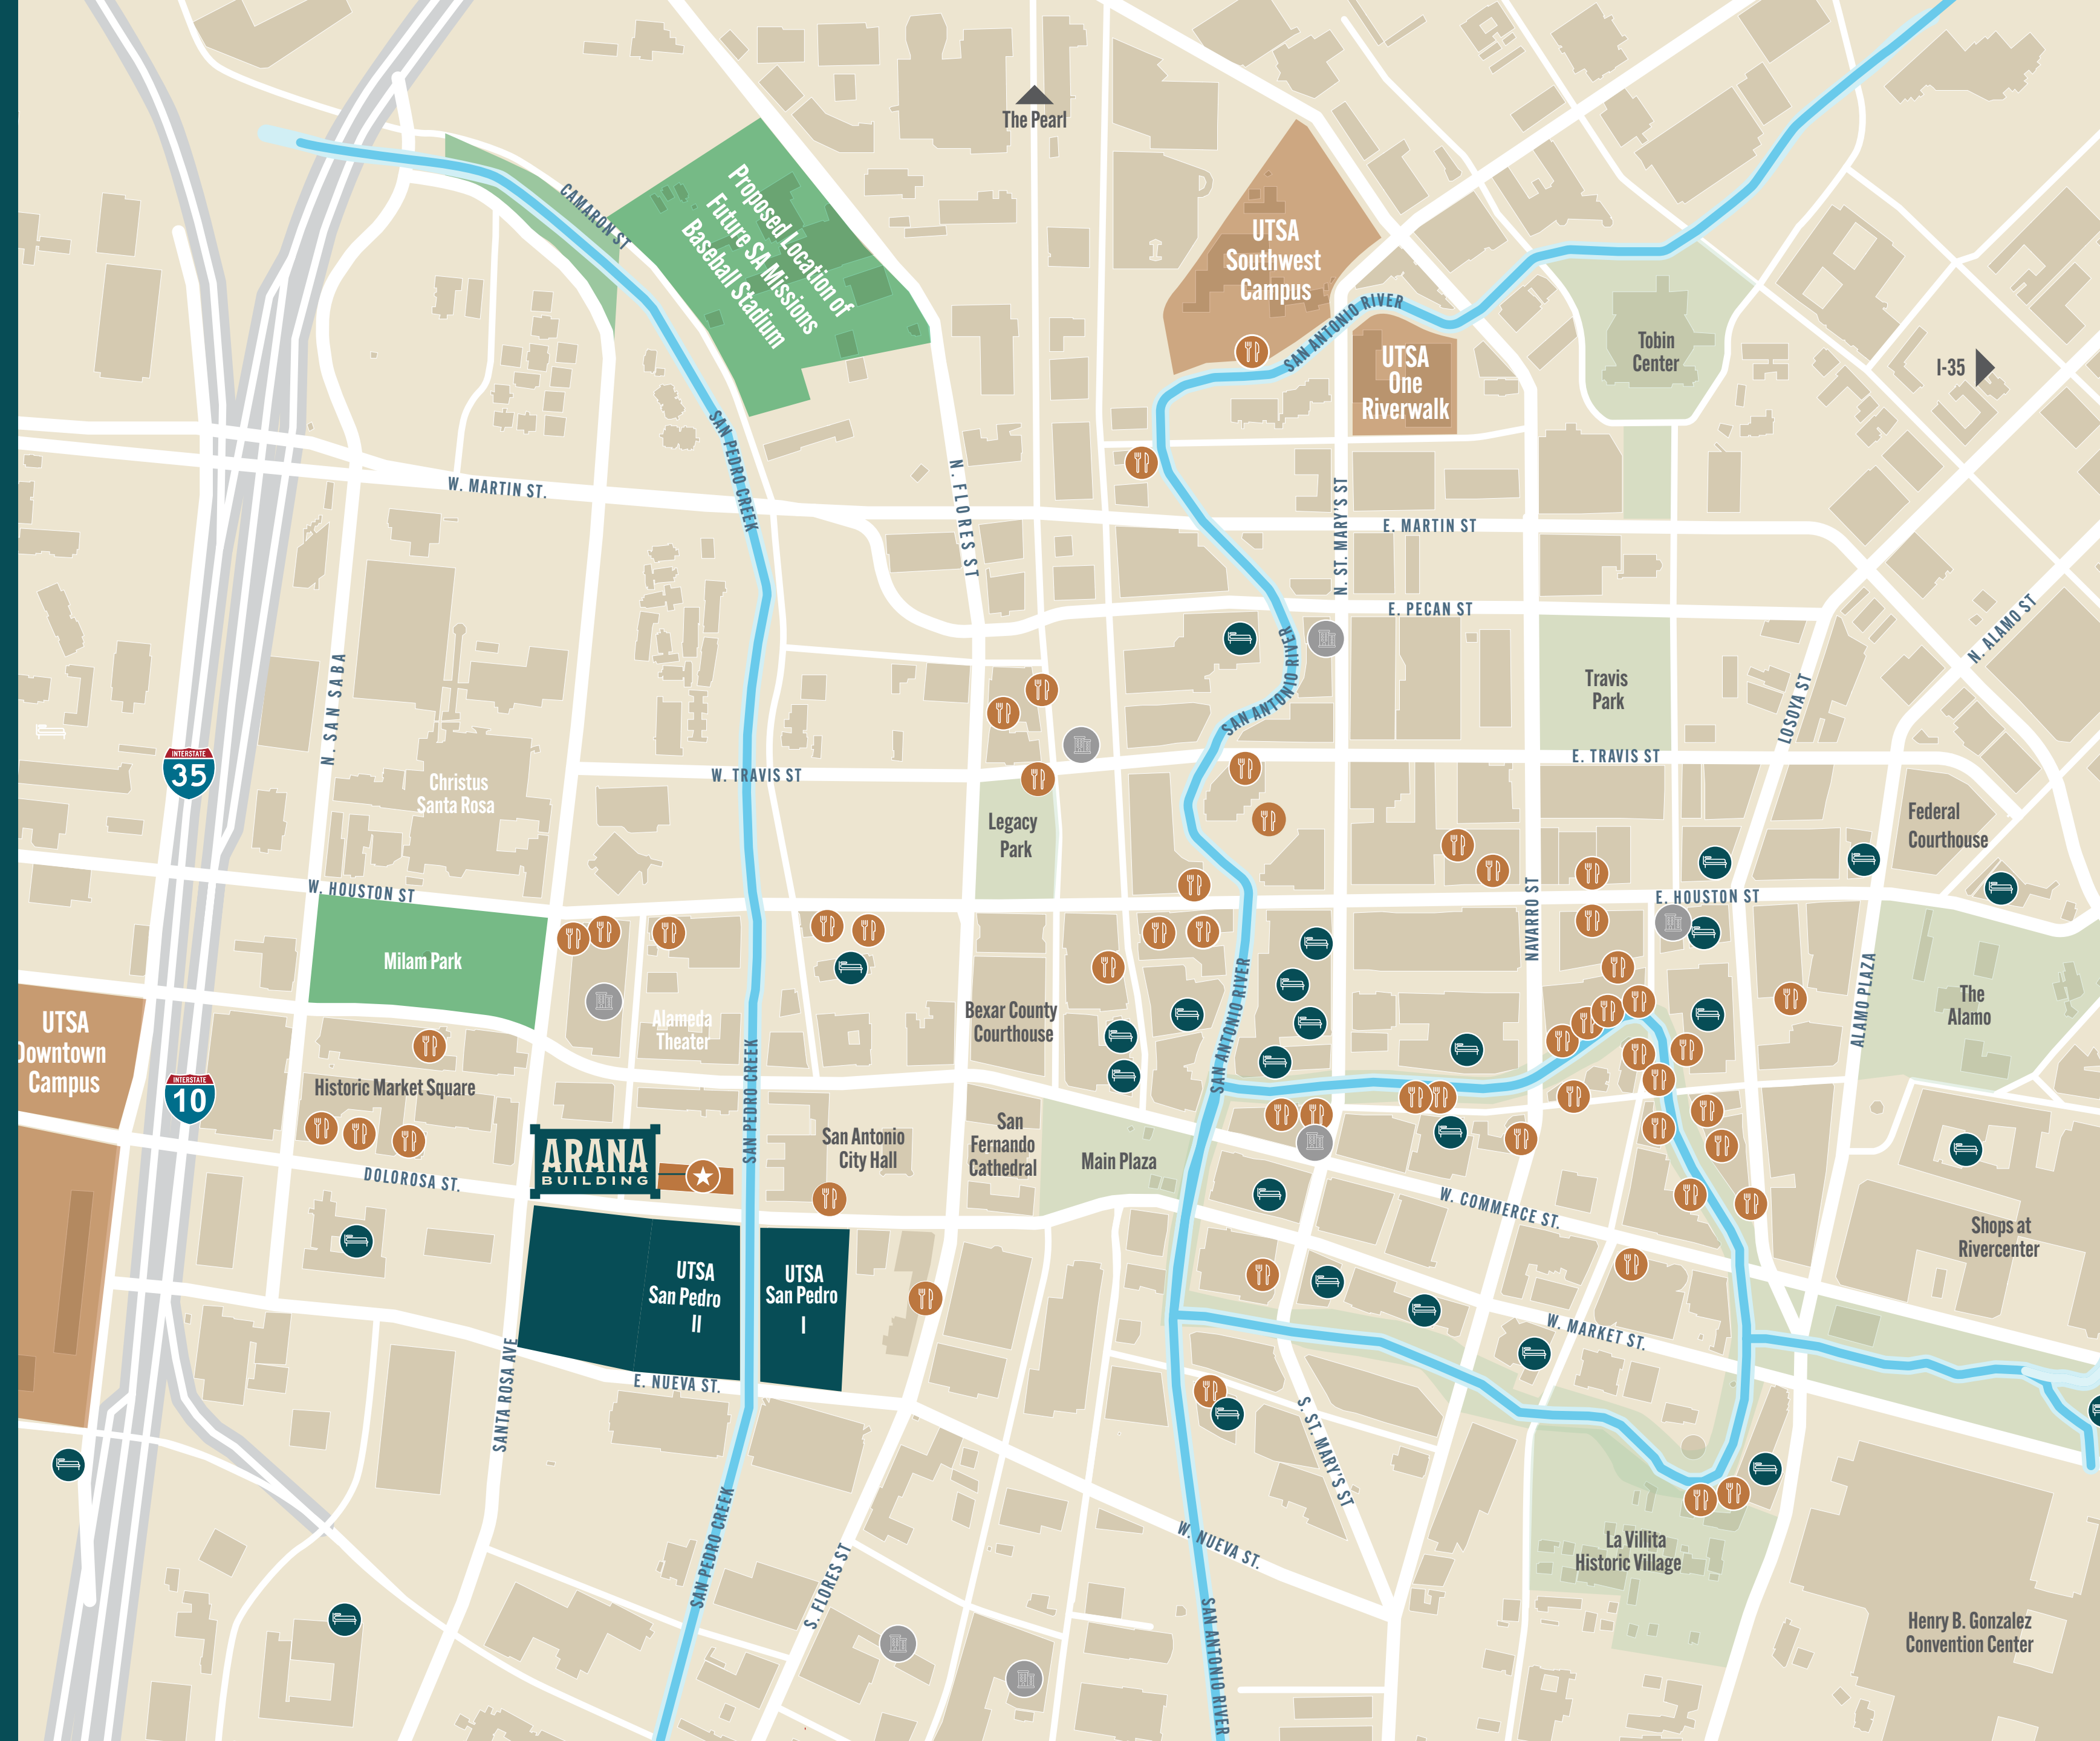 The Pearl
CAMARON ST
Proposed Location of
Future SA Missions
Baseball Stadium
UTSA
Southwest
Campus
SAN ANTONIO RIVER
UTSA
One
Riverwalk
Tobin
Center
I-35
SAN PEDRO CREEK
N. FLORES ST
W. MARTIN ST.
N. ST. MARY'S ST
E. MARTIN ST
E. PECAN ST
N. ALAMO ST
N. SAN SABA
SAN ANTONIO RIVER
SAN ANTONIO RIVER
Travis
Park
LOSOYA ST
INTERSTATE
35
Christus
Santa Rosa
W. TRAVIS ST
E. TRAVIS ST
Legacy
Park
Federal
Courthouse
W. HOUSTON ST
E. HOUSTON ST
NAVARRO ST
Milam Park
ALAMO PLAZA
The
Alamo
UTSA
Downtown
Campus
Alameda
Theater
Bexar County
Courthouse
SAN ANTONIO RIVER
INTERSTATE
10
Historic Market Square
SAN PEDRO CREEK
ARANA
BUILDING
San Antonio
City Hall
San
Fernando
Cathedral
Main Plaza
DOLOROSA ST.
W. COMMERCE ST.
Shops at
Rivercenter
UTSA
San Pedro
II
UTSA
San Pedro
I
W. MARKET ST.
SANTA ROSA AVE
E. NUEVA ST.
S. ST. MARY'S ST
SAN PEDRO CREEK
S. FLORES ST
W. NUEVA ST.
La Villita
Historic Village
SAN ANTONIO RIVER
Henry B. Gonzalez
Convention Center